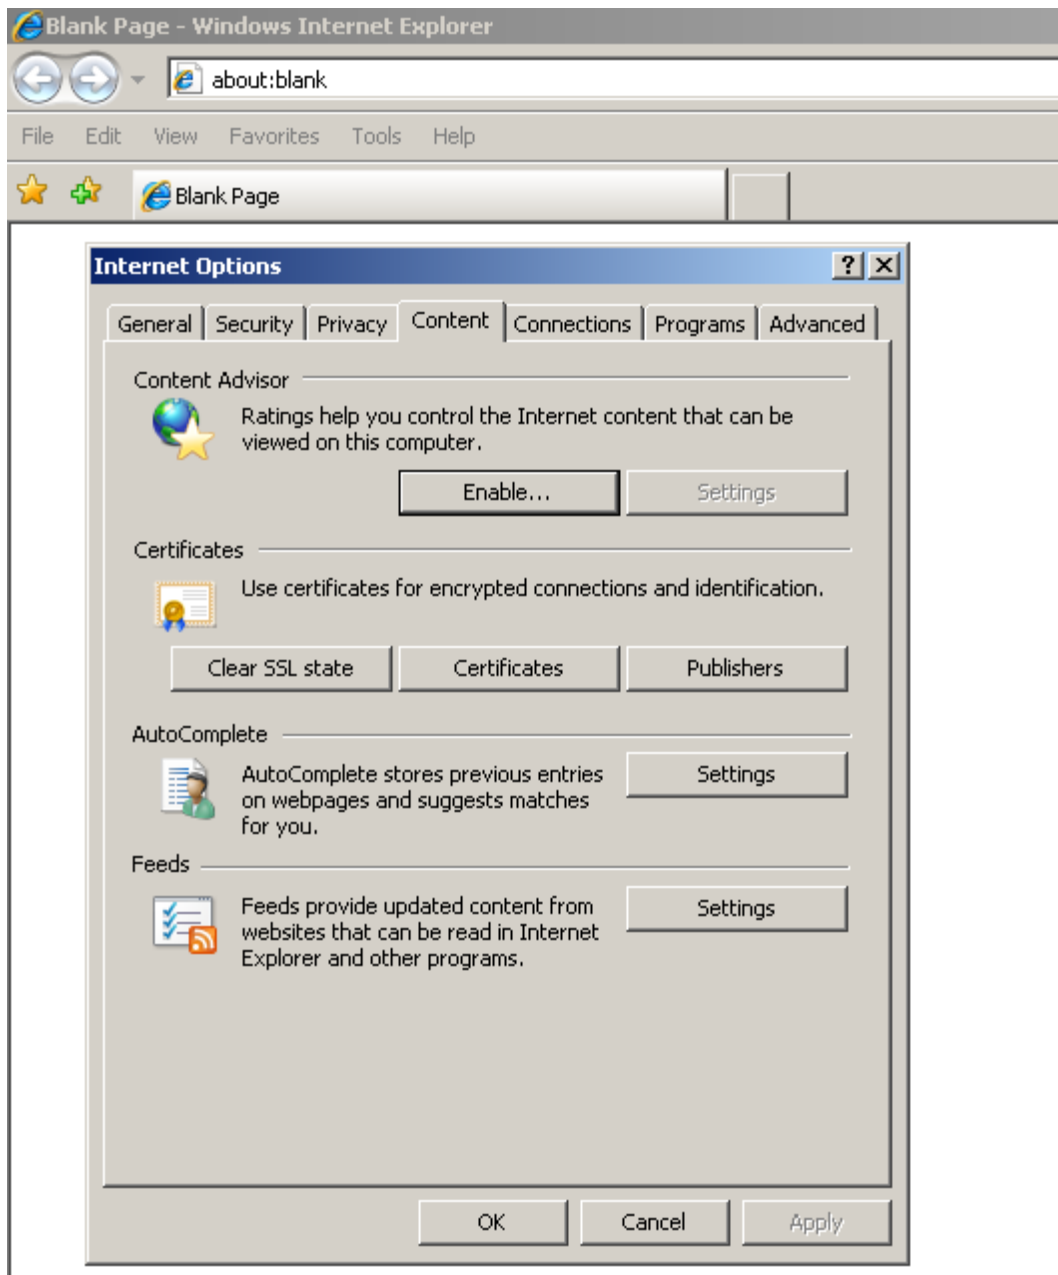 Blank Page - Windows Internet Explorer
about:blank
File Edit View Favorites Tools Help
Blank Page
Internet Options
General Security Privacy Content Connections Programs Advanced
Content Advisor
Ratings help you control the Internet content that can be
viewed on this computer.
Enable... Settings
Certificates
Use certificates for encrypted connections and identification.
Clear SSL state Certificates Publishers
AutoComplete
AutoComplete stores previous entries
on webpages and suggests matches
for you.
Settings
Feeds
Feeds provide updated content from
websites that can be read in Internet
Explorer and other programs.
Settings
OK Cancel Apply